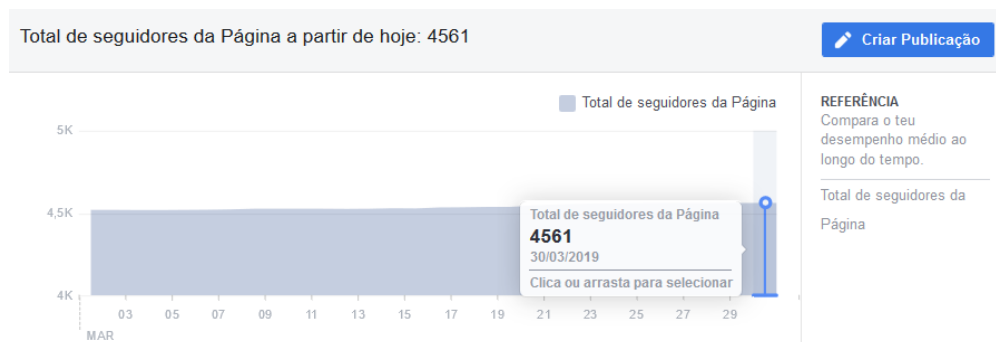 Total de seguidores da Página a partir de hoje: 4561
Criar Publicação
Total de seguidores da Página
5K
4,5K
4K
03 05 07 09 11 13 15 17 19 21 23 25 27 29
MAR
Total de seguidores da Página
4561
30/03/2019
Clica ou arrasta para selecionar
REFERÊNCIA
Compara o teu
desempenho médio ao
longo do tempo.
Total de seguidores da
Página